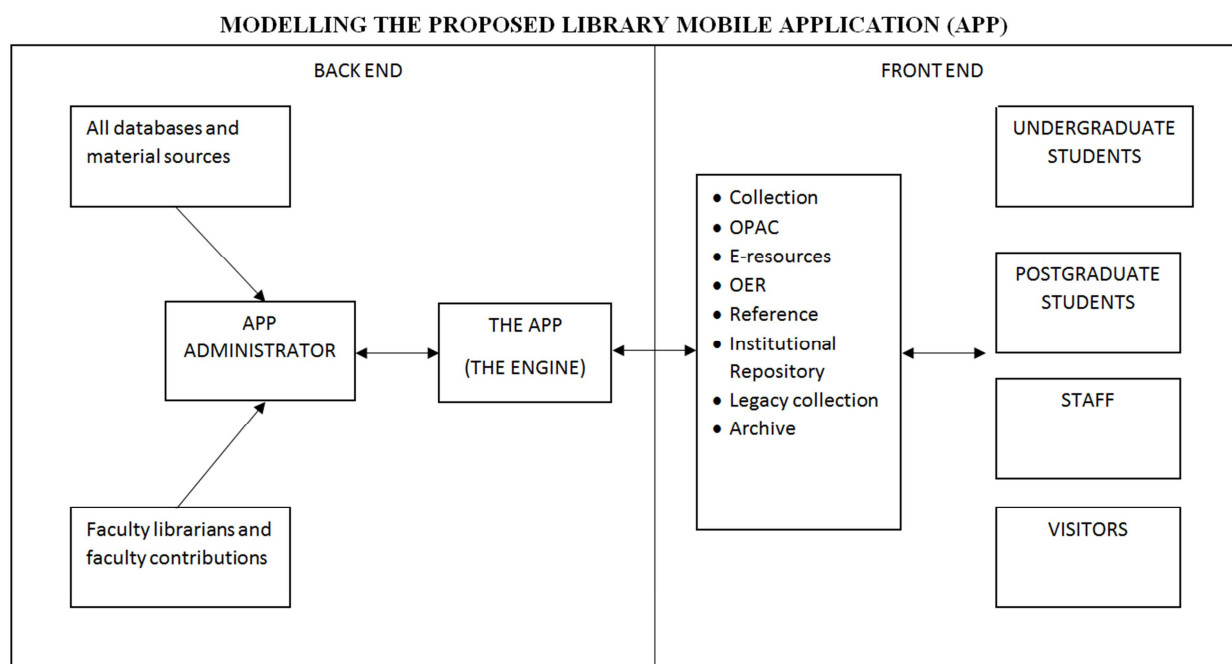 MODELLING THE PROPOSED LIBRARY MOBILE APPLICATION (APP)
BACK END
All databases and
material sources
APP
ADMINISTRATOR
THE APP
(THE ENGINE)
Faculty librarians and
faculty contributions
FRONT END
• Collection
• OPAC
• E-resources
• OER
• Reference
• Institutional
Repository
• Legacy collection
• Archive
UNDERGRADUATE
STUDENTS
POSTGRADUATE
STUDENTS
STAFF
VISITORS